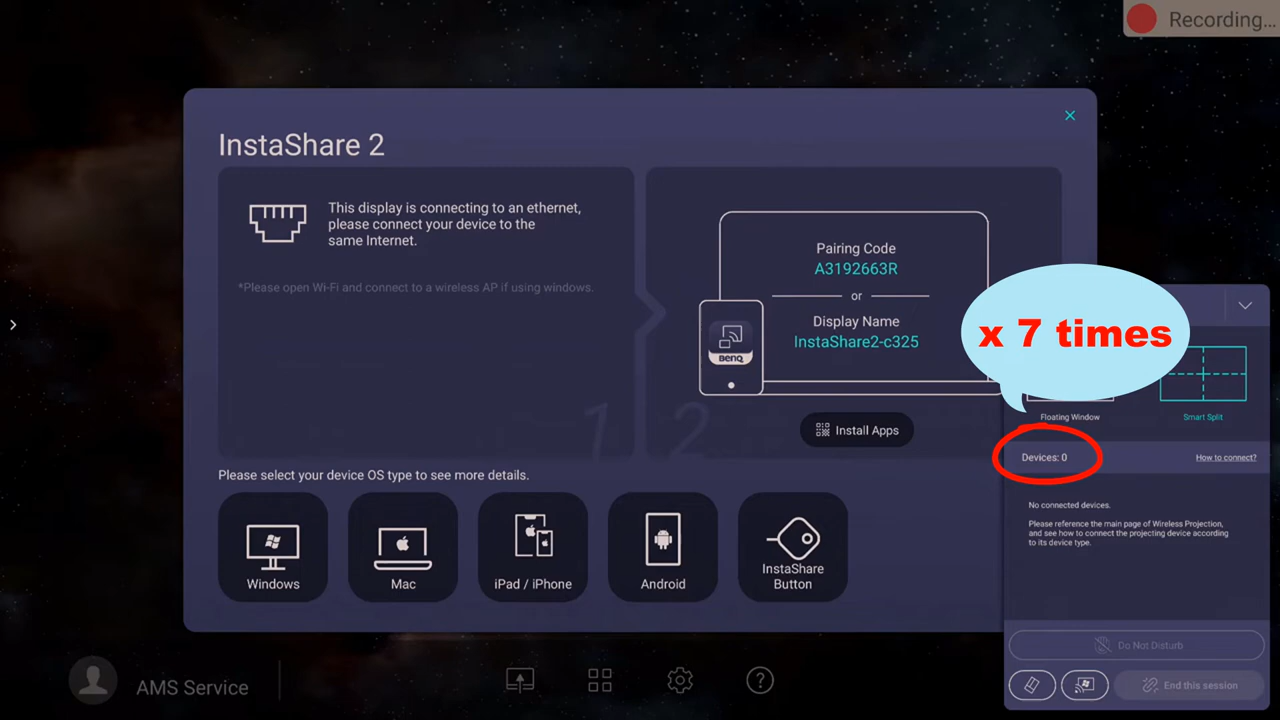 Recording...
InstaShare 2
This display is connecting to an ethernet,
please connect your device to the
same Internet.
*Please open Wi-Fi and connect to a wireless AP if using windows.
1
2
Pairing Code
A3192663R
or
Display Name
InstaShare2-c325
BenQ
Install Apps
Please select your device OS type to see more details.
Windows
Mac
iPad / iPhone
Android
InstaShare
Button
x 7 times
Floating Window
Smart Split
Devices: 0
How to connect?
No connected devices.
Please reference the main page of Wireless Projection,
and see how to connect the projecting device according
to its device type.
Do Not Disturb
End this session
AMS Service